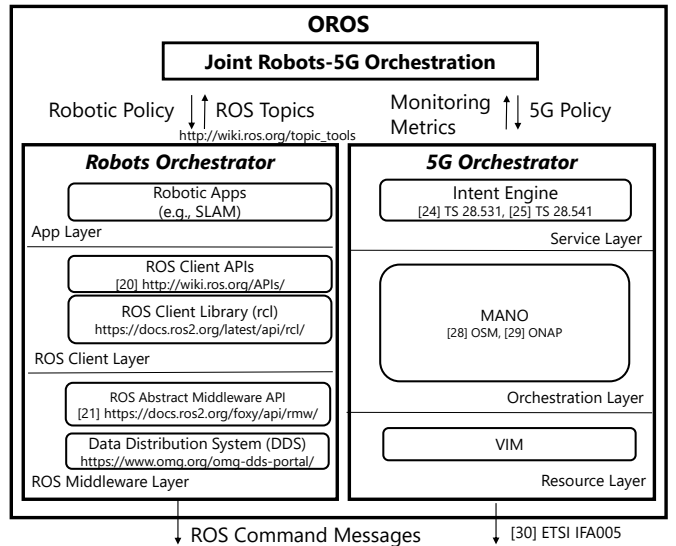 OROS
Joint Robots-5G Orchestration
Robotic Policy
ROS Topics
http://wiki.ros.org/topic_tools
Monitoring
Metrics
5G Policy
Robots Orchestrator
Robotic Apps
(e.g., SLAM)
App Layer
ROS Client APIs
[20] http://wiki.ros.org/APIs/
ROS Client Library (rcl)
https://docs.ros2.org/latest/api/rcl/
ROS Client Layer
ROS Abstract Middleware API
[21] https://docs.ros2.org/foxy/api/rmw/
Data Distribution System (DDS)
https://www.omg.org/omg-dds-portal/
ROS Middleware Layer
5G Orchestrator
Intent Engine
[24] TS 28.531, [25] TS 28.541
Service Layer
MANO
[28] OSM, [29] ONAP
Orchestration Layer
VIM
Resource Layer
ROS Command Messages
[30] ETSI IFA005